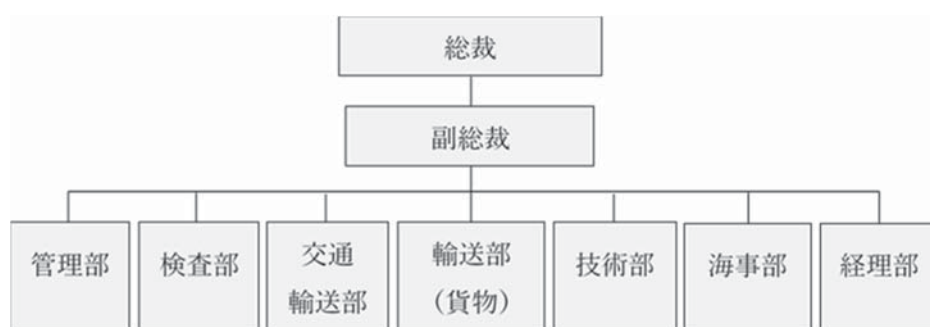 総裁
副総裁
管理部
検査部
交通
輸送部
輸送部
（貨物）
技術部
海事部
経理部